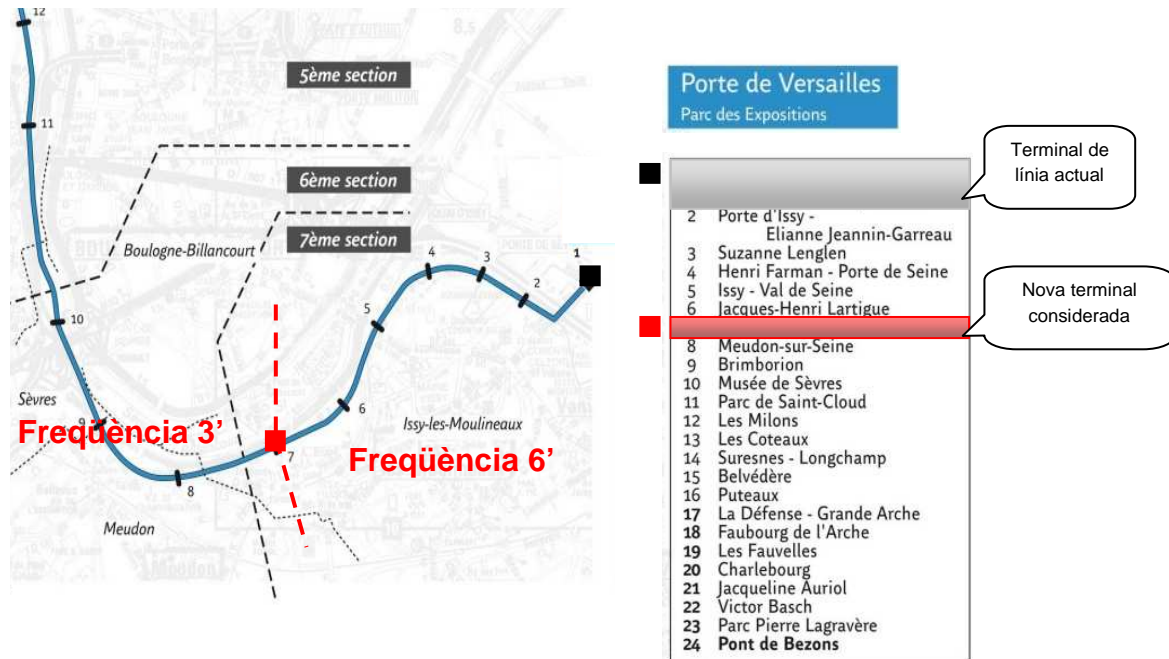 12
5ème section
11
6ème section
7ème section
Boulogne-Billancourt
1
4
3
2
5
10
6
Sèvres
9
Freqüència 3’
Issy-les-Moulineaux
Freqüència 6’
7
8
Meudon
Porte de Versailles
Parc des Expositions
Terminal de
línia actual
2 Porte d'Issy -
Elianne Jeannin-Garreau
3 Suzanne Lenglen
4 Henri Farman - Porte de Seine
5 Issy - Val de Seine
6 Jacques-Henri Lartigue
Nova terminal
considerada
8 Meudon-sur-Seine
9 Brimborion
10 Musée de Sèvres
11 Parc de Saint-Cloud
12 Les Milons
13 Les Coteaux
14 Suresnes - Longchamp
15 Belvédère
16 Puteaux
17 La Défense - Grande Arche
18 Faubourg de l'Arche
19 Les Fauvelles
20 Charlebourg
21 Jacqueline Auriol
22 Victor Basch
23 Parc Pierre Lagravère
24 Pont de Bezons